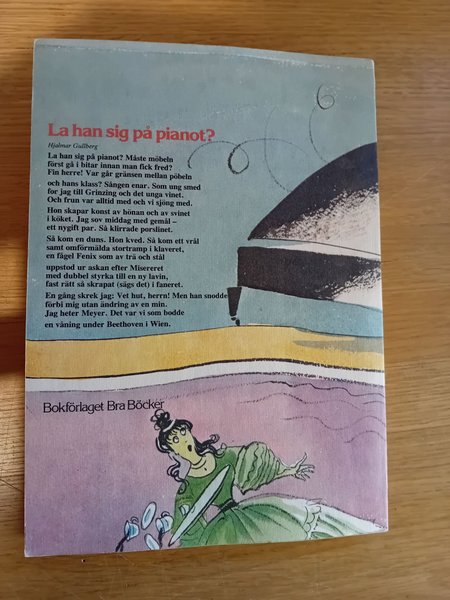 La han sig på pianot?
Hjalmar Gullberg
La han sig på pianot? Måste möbeln
först gå i bitar innan man fick fred?
Fin herre! Var går gränsen mellan pöbeln
och hans klass? Sången enar. Som ung smed
for jag till Grinzing och det unga vinet.
Och frun var alltid med och vi sjöng med.
Hon skapar konst av hönan och av svinet
i köket. Jag sov middag med gemål –
ett nygift par. Så klirrade porslinet.
Så kom en duns. Hon kved. Så kom ett vrål
samt omförmälda stortramp i klaveret,
en fågel Fenix som av trä och stål
uppstod ur askan efter Misereret
med dubbel styrka till en ny lavin,
fast rätt så skrapat (sägs det) i faneret.
En gång skrek jag: Vet hut, herrn! Men han snodde
förbi mig utan ändring av en min.
Jag heter Meyer. Det var vi som bodde
en våning under Beethoven i Wien.
Bokförlaget Bra Böcker